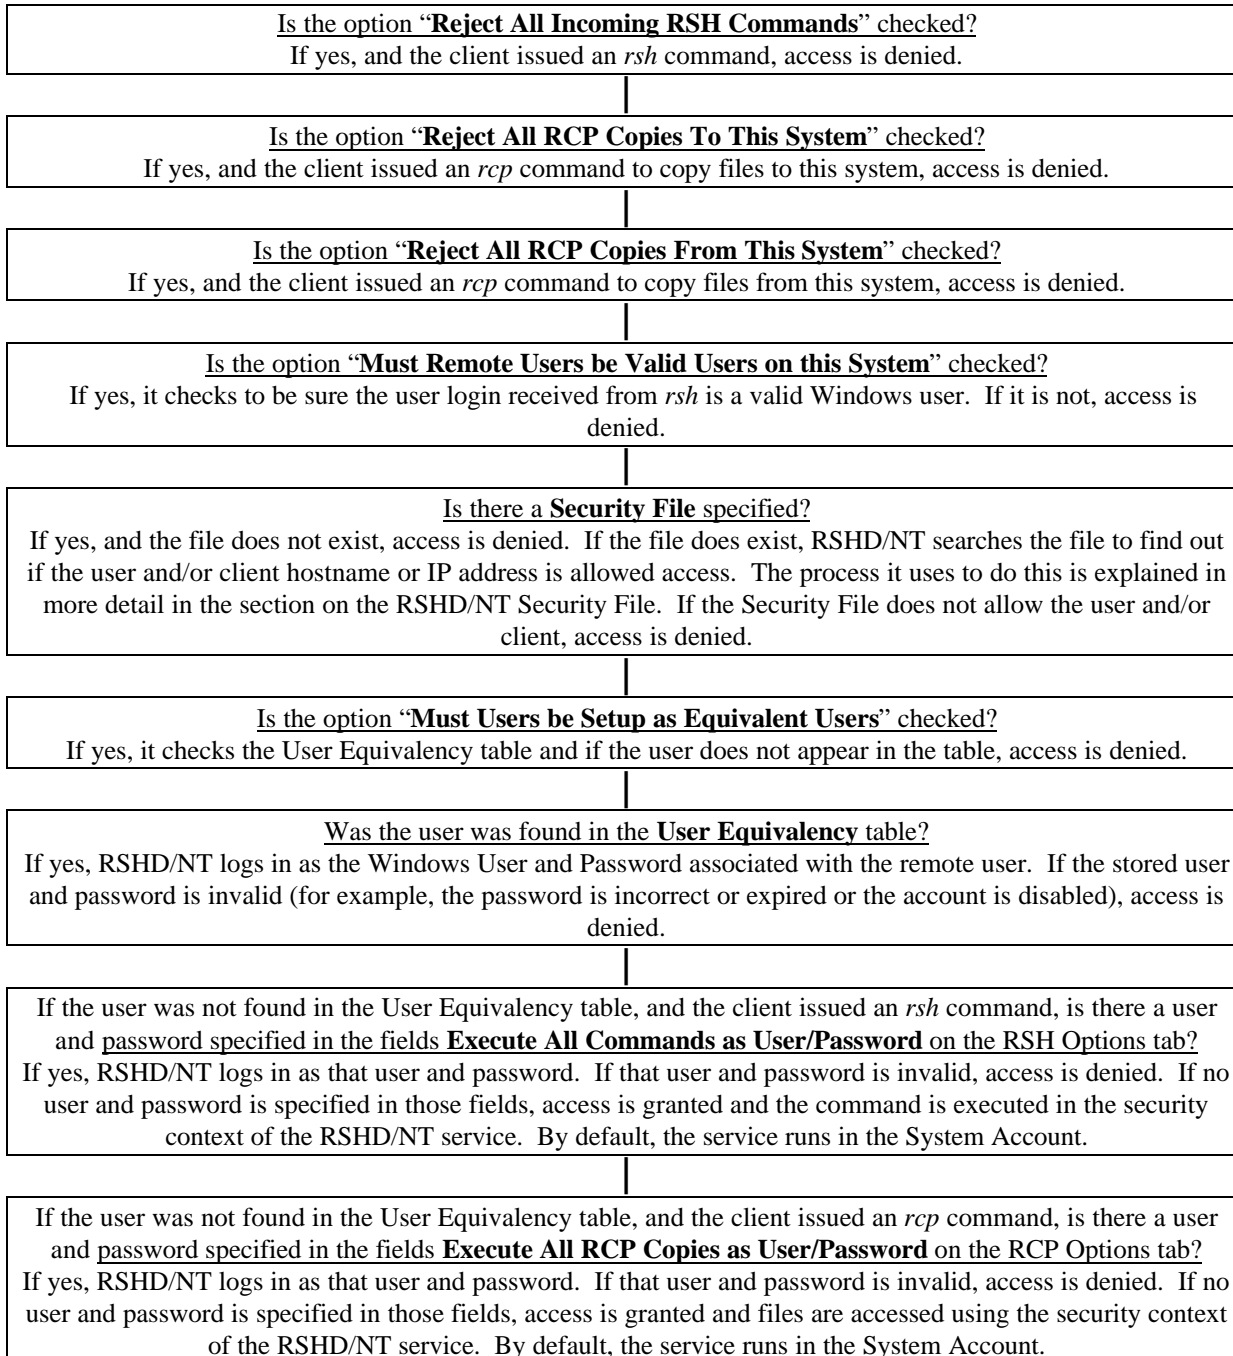 Is the option “Reject All Incoming RSH Commands” checked?
If yes, and the client issued an rsh command, access is denied.
Is the option “Reject All RCP Copies To This System” checked?
If yes, and the client issued an rcp command to copy files to this system, access is denied.
Is the option “Reject All RCP Copies From This System” checked?
If yes, and the client issued an rcp command to copy files from this system, access is denied.
Is the option “Must Remote Users be Valid Users on this System” checked?
If yes, it checks to be sure the user login received from rsh is a valid Windows user.  If it is not, access is
denied.
Is there a Security File specified?
If yes, and the file does not exist, access is denied.  If the file does exist, RSHD/NT searches the file to find out
if the user and/or client hostname or IP address is allowed access.  The process it uses to do this is explained in
more detail in the section on the RSHD/NT Security File.  If the Security File does not allow the user and/or
client, access is denied.
Is the option “Must Users be Setup as Equivalent Users” checked?
If yes, it checks the User Equivalency table and if the user does not appear in the table, access is denied.
Was the user was found in the User Equivalency table?
If yes, RSHD/NT logs in as the Windows User and Password associated with the remote user.  If the stored user
and password is invalid (for example, the password is incorrect or expired or the account is disabled), access is
denied.
If the user was not found in the User Equivalency table, and the client issued an rsh command, is there a user
and password specified in the fields Execute All Commands as User/Password on the RSH Options tab?
If yes, RSHD/NT logs in as that user and password.  If that user and password is invalid, access is denied.  If no
user and password is specified in those fields, access is granted and the command is executed in the security
context of the RSHD/NT service.  By default, the service runs in the System Account.
If the user was not found in the User Equivalency table, and the client issued an rcp command, is there a user
and password specified in the fields Execute All RCP Copies as User/Password on the RCP Options tab?
If yes, RSHD/NT logs in as that user and password.  If that user and password is invalid, access is denied.  If no
user and password is specified in those fields, access is granted and files are accessed using the security context
of the RSHD/NT service.  By default, the service runs in the System Account.